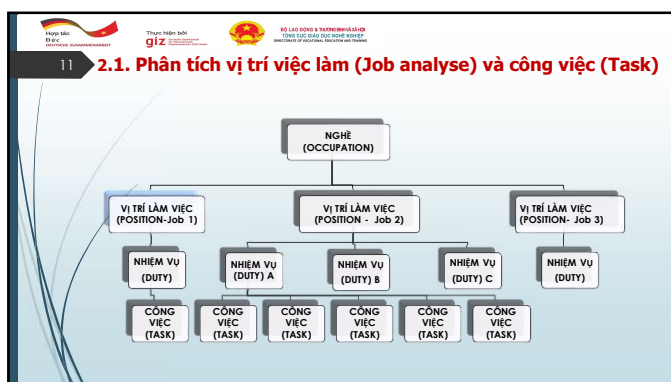 Hợp tác
Đức
DEUTSCHE ZUSAMMENARBEIT
Thực hiện bởi
giz
BỘ LAO ĐỘNG & THƯƠNG BINH VÀ XÃ HỘI
TỔNG CỤC GIÁO DỤC NGHỀ NGHIỆP
DIRECTORATE OF VOCATIONAL EDUCATION AND TRAINING
11
2.1. Phân tích vị trí việc làm (Job analyse) và công việc (Task)
NGHỀ
(OCCUPATION)
VỊ TRÍ LÀM VIỆC
(POSITION-Job 1)
VỊ TRÍ LÀM VIỆC
(POSITION - Job 2)
VỊ TRÍ LÀM VIỆC
(POSITION- Job 3)
NHIỆM VỤ
(DUTY)
NHIỆM VỤ
(DUTY) A
NHIỆM VỤ
(DUTY) B
NHIỆM VỤ
(DUTY) C
NHIỆM VỤ
(DUTY)
CÔNG
VIỆC
(TASK)
CÔNG
VIỆC
(TASK)
CÔNG
VIỆC
(TASK)
CÔNG
VIỆC
(TASK)
CÔNG
VIỆC
(TASK)
CÔNG
VIỆC
(TASK)